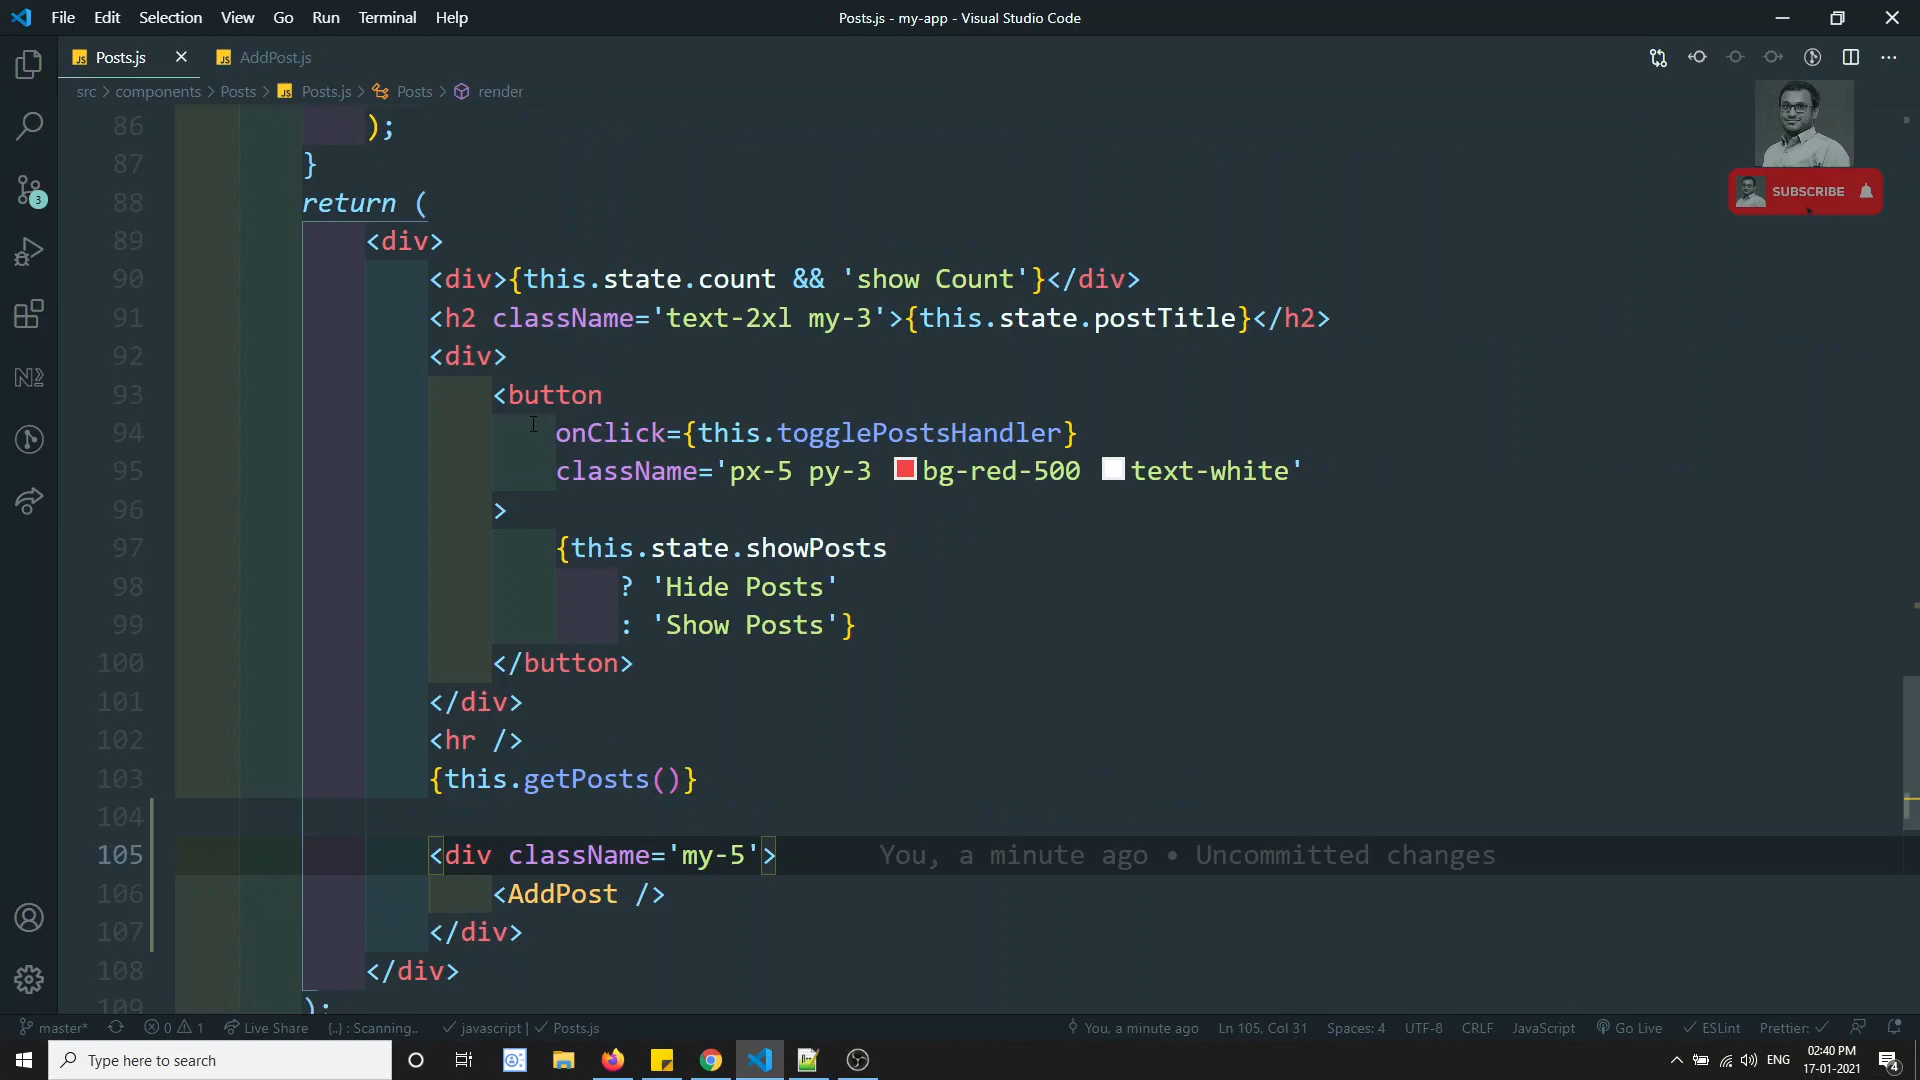 File Edit Selection View Go Run Terminal Help
Posts.js - my-app - Visual Studio Code
JS Posts.js
JS AddPost.js
src > components > Posts > JS Posts.js > Posts > render
SUBSCRIBE
86 );
87 }
88 return (
89 <div>
90 <div>{this.state.count && 'show Count'}</div>
91 <h2 className='text-2xl my-3'>{this.state.postTitle}</h2>
92 <div>
93 <button
94 onClick={this.togglePostsHandler}
95 className='px-5 py-3 bg-red-500 text-white'
96 >
97 {this.state.showPosts
98 ? 'Hide Posts'
99 : 'Show Posts'}
100 </button>
101 </div>
102 <hr />
103 {this.getPosts()}
104
105 <div className='my-5'> You, a minute ago • Uncommitted changes
106 <AddPost />
107 </div>
108 </div>
109 );
3
master* 0 1 Live Share {..} : Scanning.. javascript | Posts.js You, a minute ago Ln 105, Col 31 Spaces: 4 UTF-8 CRLF JavaScript Go Live ESLint Prettier:
Type here to search
ENG
02:40 PM
17-01-2021
4